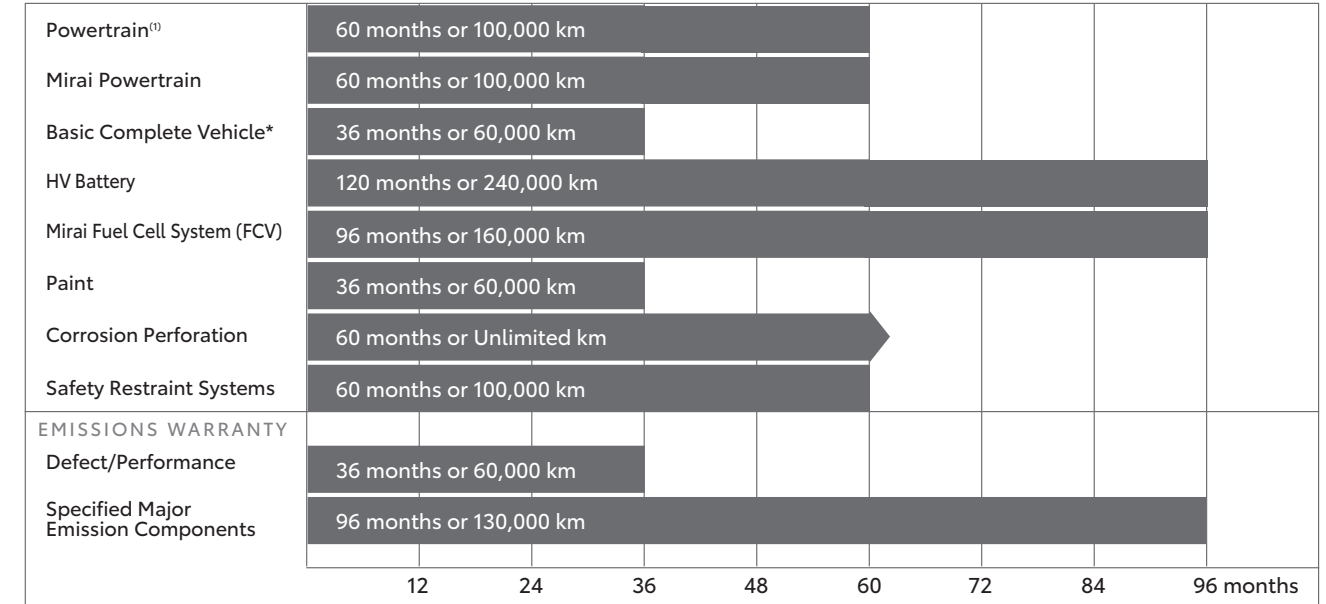 Powertrain(1) 60 months or 100,000 km
Mirai Powertrain 60 months or 100,000 km
Basic Complete Vehicle* 36 months or 60,000 km
HV Battery 120 months or 240,000 km
Mirai Fuel Cell System (FCV) 96 months or 160,000 km
Paint 36 months or 60,000 km
Corrosion Perforation 60 months or Unlimited km
Safety Restraint Systems 60 months or 100,000 km
EMISSIONS WARRANTY
Defect/Performance 36 months or 60,000 km
Specified Major
Emission Components 96 months or 130,000 km
12 24 36 48 60 72 84 96 months